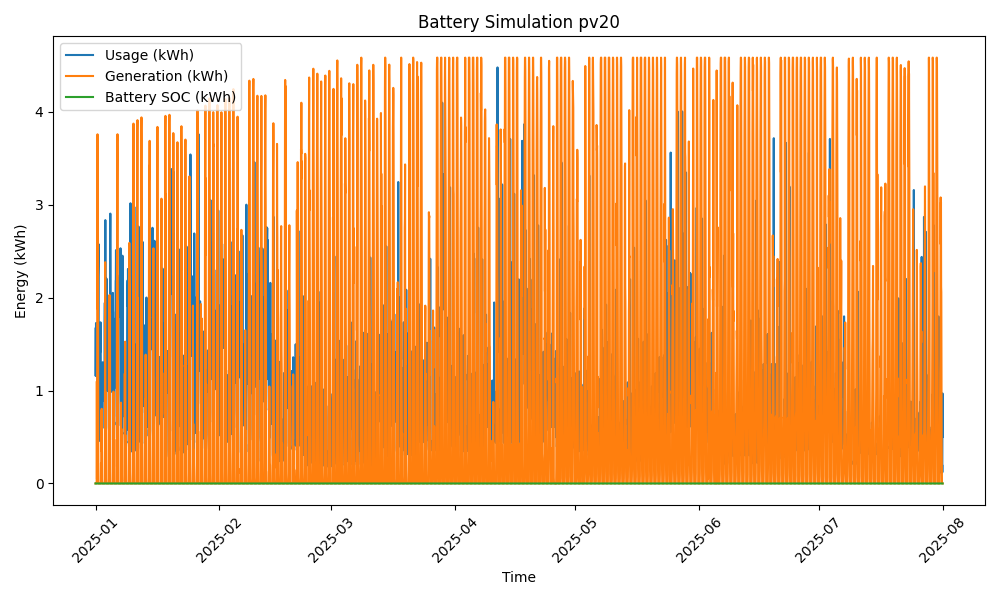 Battery Simulation pv20
Usage (kWh)
Generation (kWh)
Battery SOC (kWh)
Energy (kWh)
4
3
2
1
0
2025-01
2025-02
2025-03
2025-04
2025-05
2025-06
2025-07
2025-08
Time